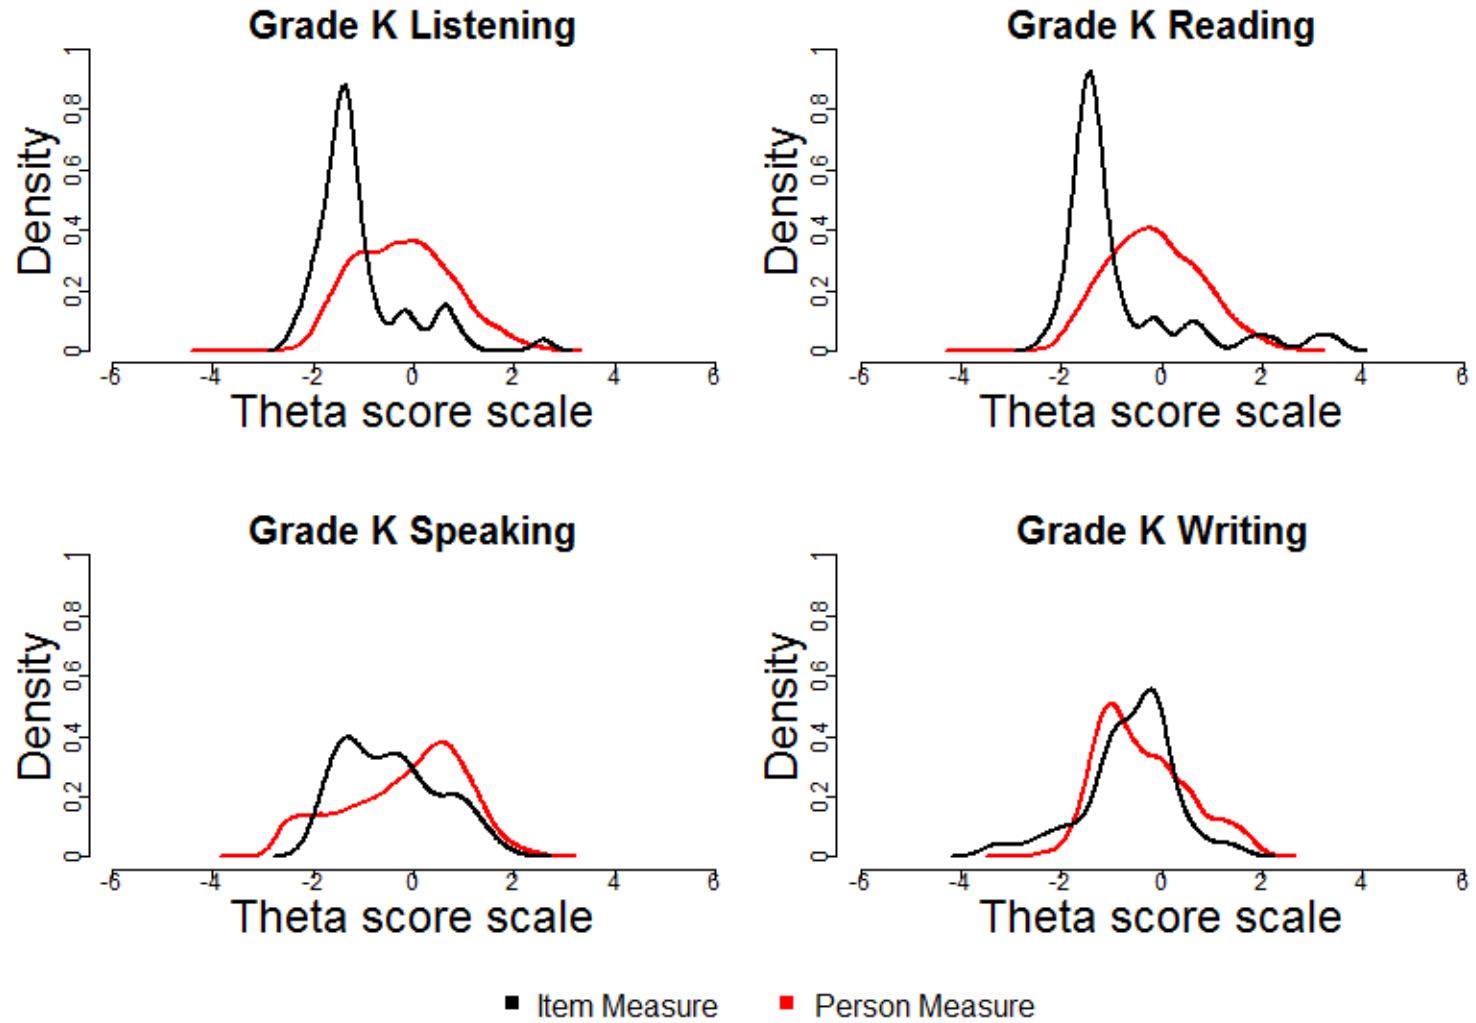 Grade K Listening
Density
0 0.2 0.4 0.6 0.8 1
-6 -4 -2 0 2 4 6
Theta score scale
Grade K Reading
Density
0 0.2 0.4 0.6 0.8 1
-6 -4 -2 0 2 4 6
Theta score scale
Grade K Speaking
Density
0 0.2 0.4 0.6 0.8 1
-6 -4 -2 0 2 4 6
Theta score scale
Grade K Writing
Density
0 0.2 0.4 0.6 0.8 1
-6 -4 -2 0 2 4 6
Theta score scale
Item Measure
Person Measure